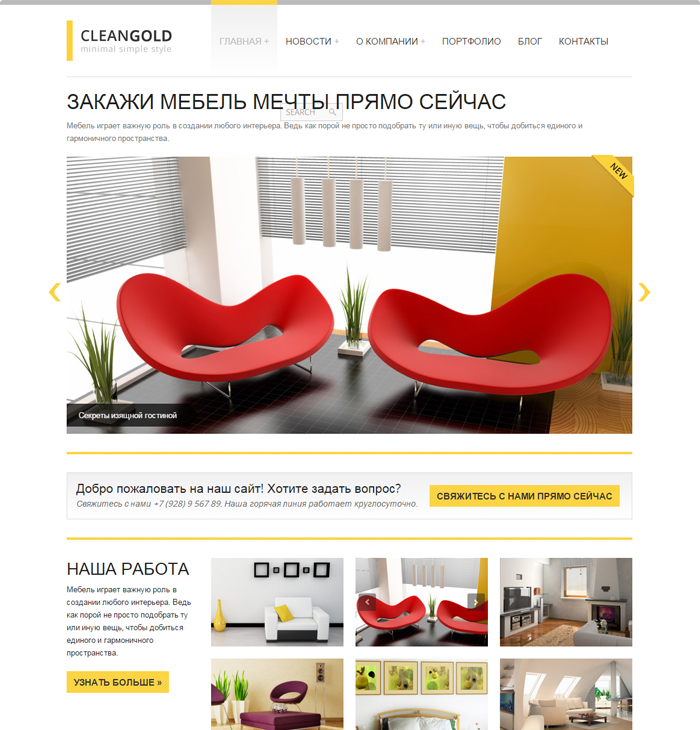 CLEANGOLD
minimal simple style
ГЛАВНАЯ + НОВОСТИ + О КОМПАНИИ + ПОРТФОЛИО БЛОГ КОНТАКТЫ
ЗАКАЖИ МЕБЕЛЬ МЕЧТЫ ПРЯМО СЕЙЧАС
SEARCH
Мебель играет важную роль в создании любого интерьера. Ведь как порой не просто подобрать ту или иную вещь, чтобы добиться единого и
гармоничного пространства.
NEW
Секреты изящной гостиной
Добро пожаловать на наш сайт! Хотите задать вопрос?
Свяжитесь с нами +7 (928) 9 567 89. Наша горячая линия работает круглосуточно.
СВЯЖИТЕСЬ С НАМИ ПРЯМО СЕЙЧАС
НАША РАБОТА
Мебель играет важную роль в
создании любого интерьера. Ведь
как порой не просто подобрать ту
или иную вещь, чтобы добиться
единого и гармоничного
пространства.
УЗНАТЬ БОЛЬШЕ »